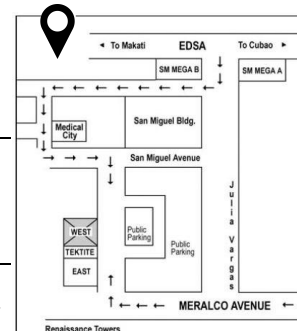 ◄ To Makati EDSA To Cubao ►
SM MEGA B
SM MEGA A
San Miguel Bldg.
Medical
City
San Miguel Avenue
Julia Vargas
WEST
TEKTITE
EAST
Public
Parking
Public
Parking
MERALCO AVENUE
Renaissance Towers